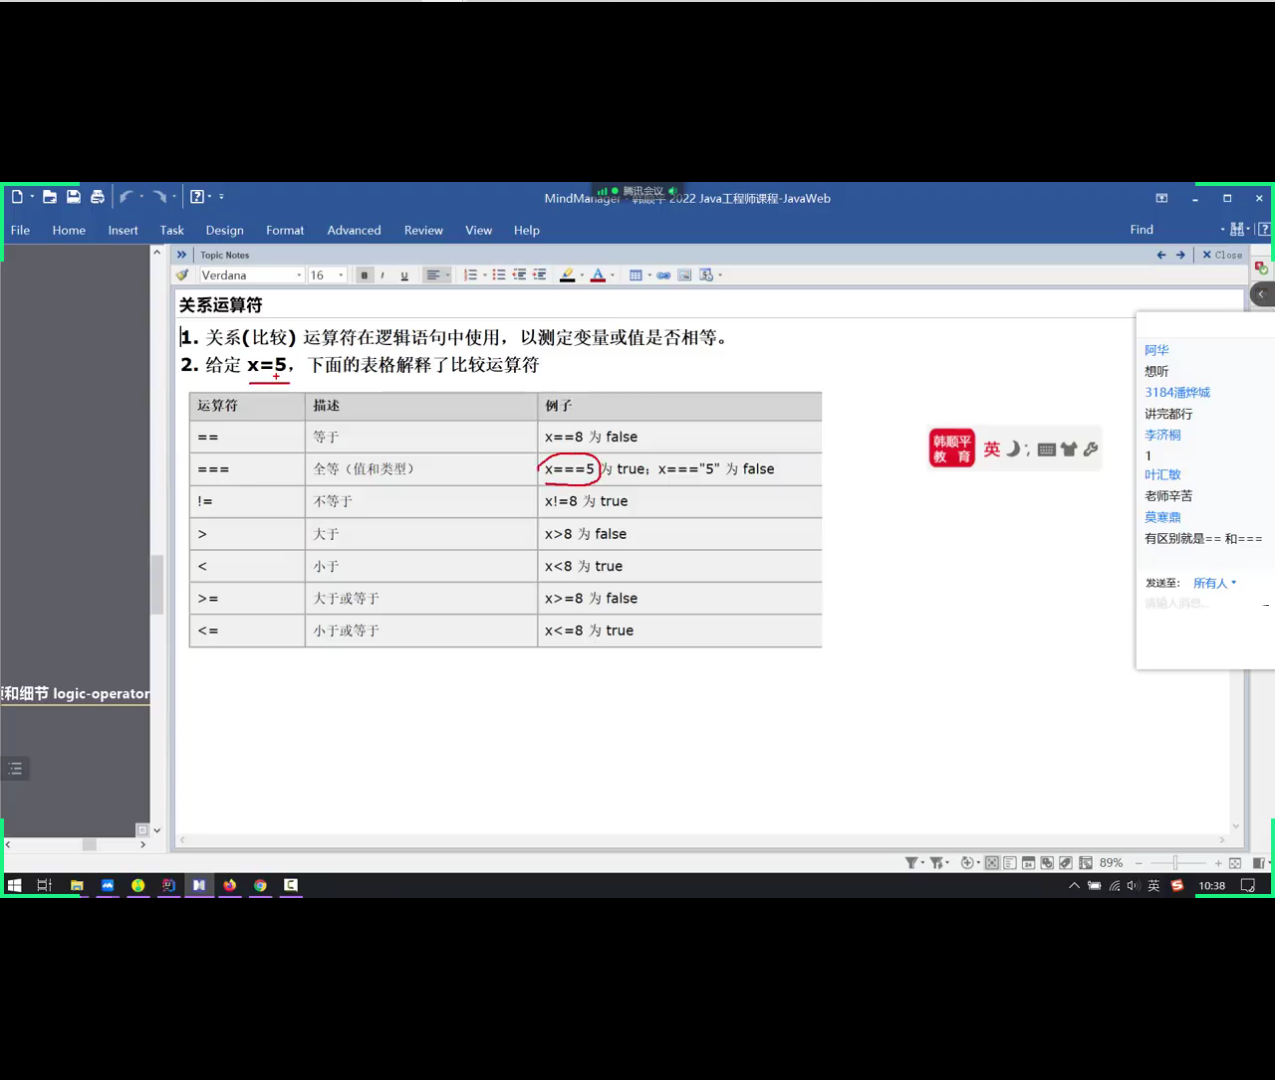 腾讯会议
MindManager - 韩顺平 2022 Java工程师课程-JavaWeb
File Home Insert Task Design Format Advanced Review View Help Find
Topic Notes
Close
Verdana 16 B I U
关系运算符
1. 关系(比较) 运算符在逻辑语句中使用，以测定变量或值是否相等。
2. 给定 x=5，下面的表格解释了比较运算符
运算符 描述 例子
== 等于 x==8 为 false
=== 全等（值和类型） x===5 为 true；x==="5" 为 false
!= 不等于 x!=8 为 true
> 大于 x>8 为 false
< 小于 x<8 为 true
>= 大于或等于 x>=8 为 false
<= 小于或等于 x<=8 为 true
韩顺平
教 育
英
阿华
想听
3184潘烨城
讲完都行
李济桐
1
叶汇敏
老师辛苦
莫寒鼎
有区别就是== 和===
发送至： 所有人
请输入消息...
和细节 logic-operator
89%
英
10:38